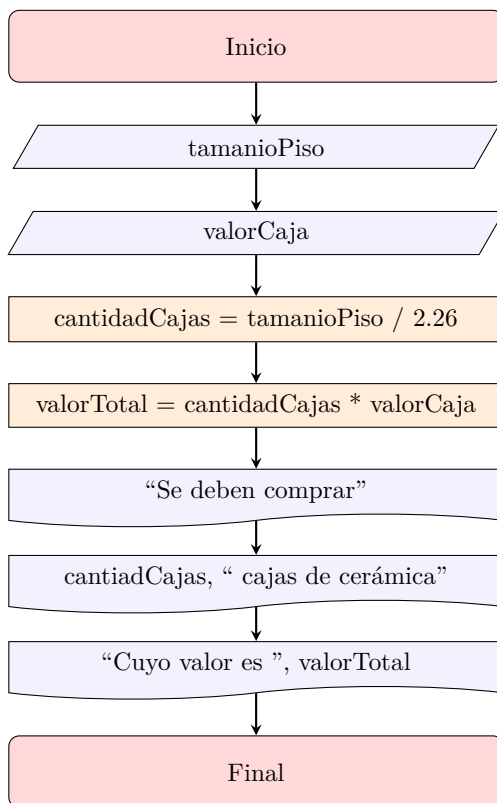 Inicio
tamanioPiso
valorCaja
cantidadCajas = tamanioPiso / 2.26
valorTotal = cantidadCajas * valorCaja
“Se deben comprar”
cantiadCajas, “ cajas de cerámica”
“Cuyo valor es ”, valorTotal
Final